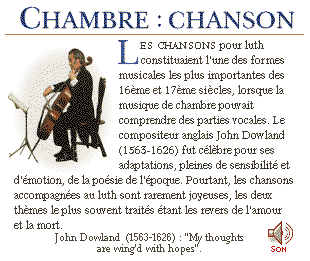 CHAMBRE : CHANSON
LES CHANSONS pour luth
constituaient l'une des formes
musicales les plus importantes des
16ème et 17ème siècles, lorsque la
musique de chambre pouvait
comprendre des parties vocales. Le
compositeur anglais John Dowland
(1563-1626) fut célèbre pour ses
adaptations, pleines de sensibilité et
d'émotion, de la poésie de l'époque. Pourtant, les chansons
accompagnées au luth sont rarement joyeuses, les deux
thèmes le plus souvent traités étant les revers de l'amour
et la mort.
John Dowland (1563-1626) : "My thoughts
are wing'd with hopes".
SON